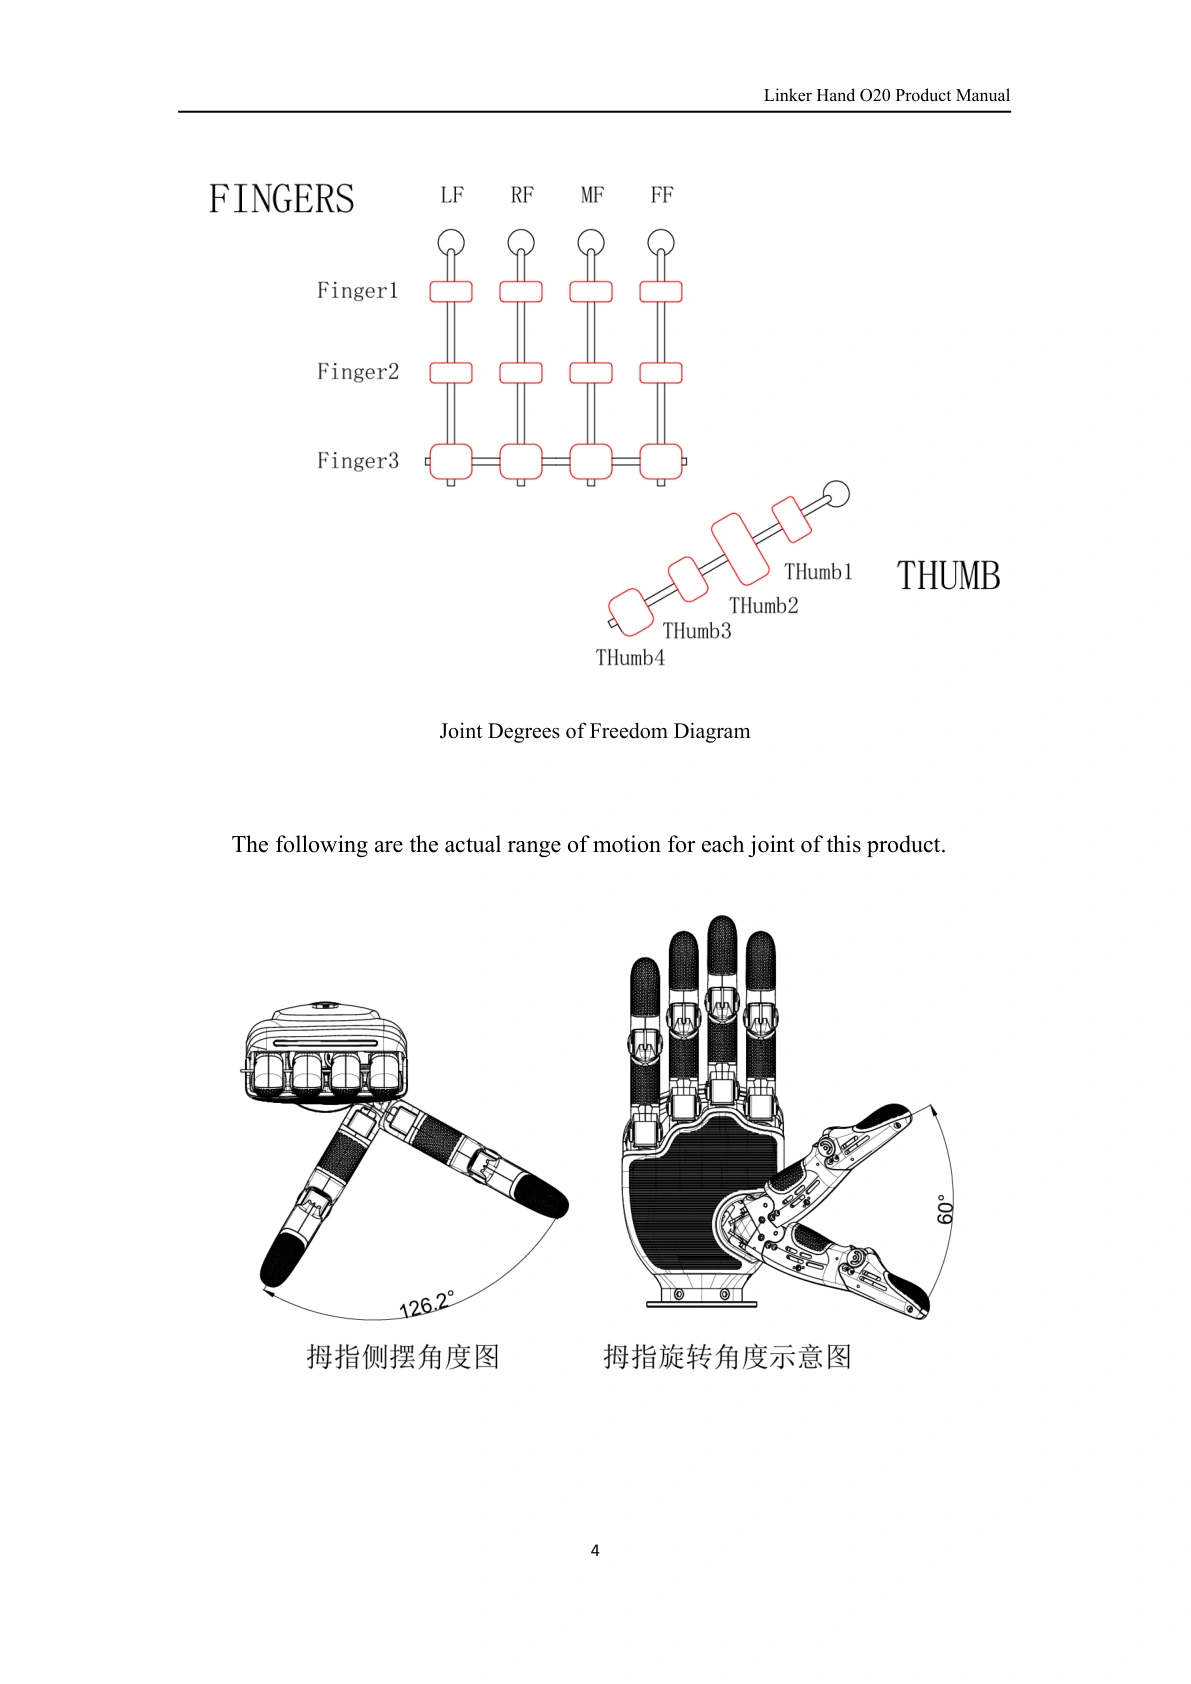 Linker Hand O20 Product Manual
FINGERS
LF RF MF FF
Finger1
Finger2
Finger3
THumb1
THUMB
THumb2
THumb3
THumb4
Joint Degrees of Freedom Diagram
The following are the actual range of motion for each joint of this product.
126.2°
60°
拇指侧摆角度图
拇指旋转角度示意图
4